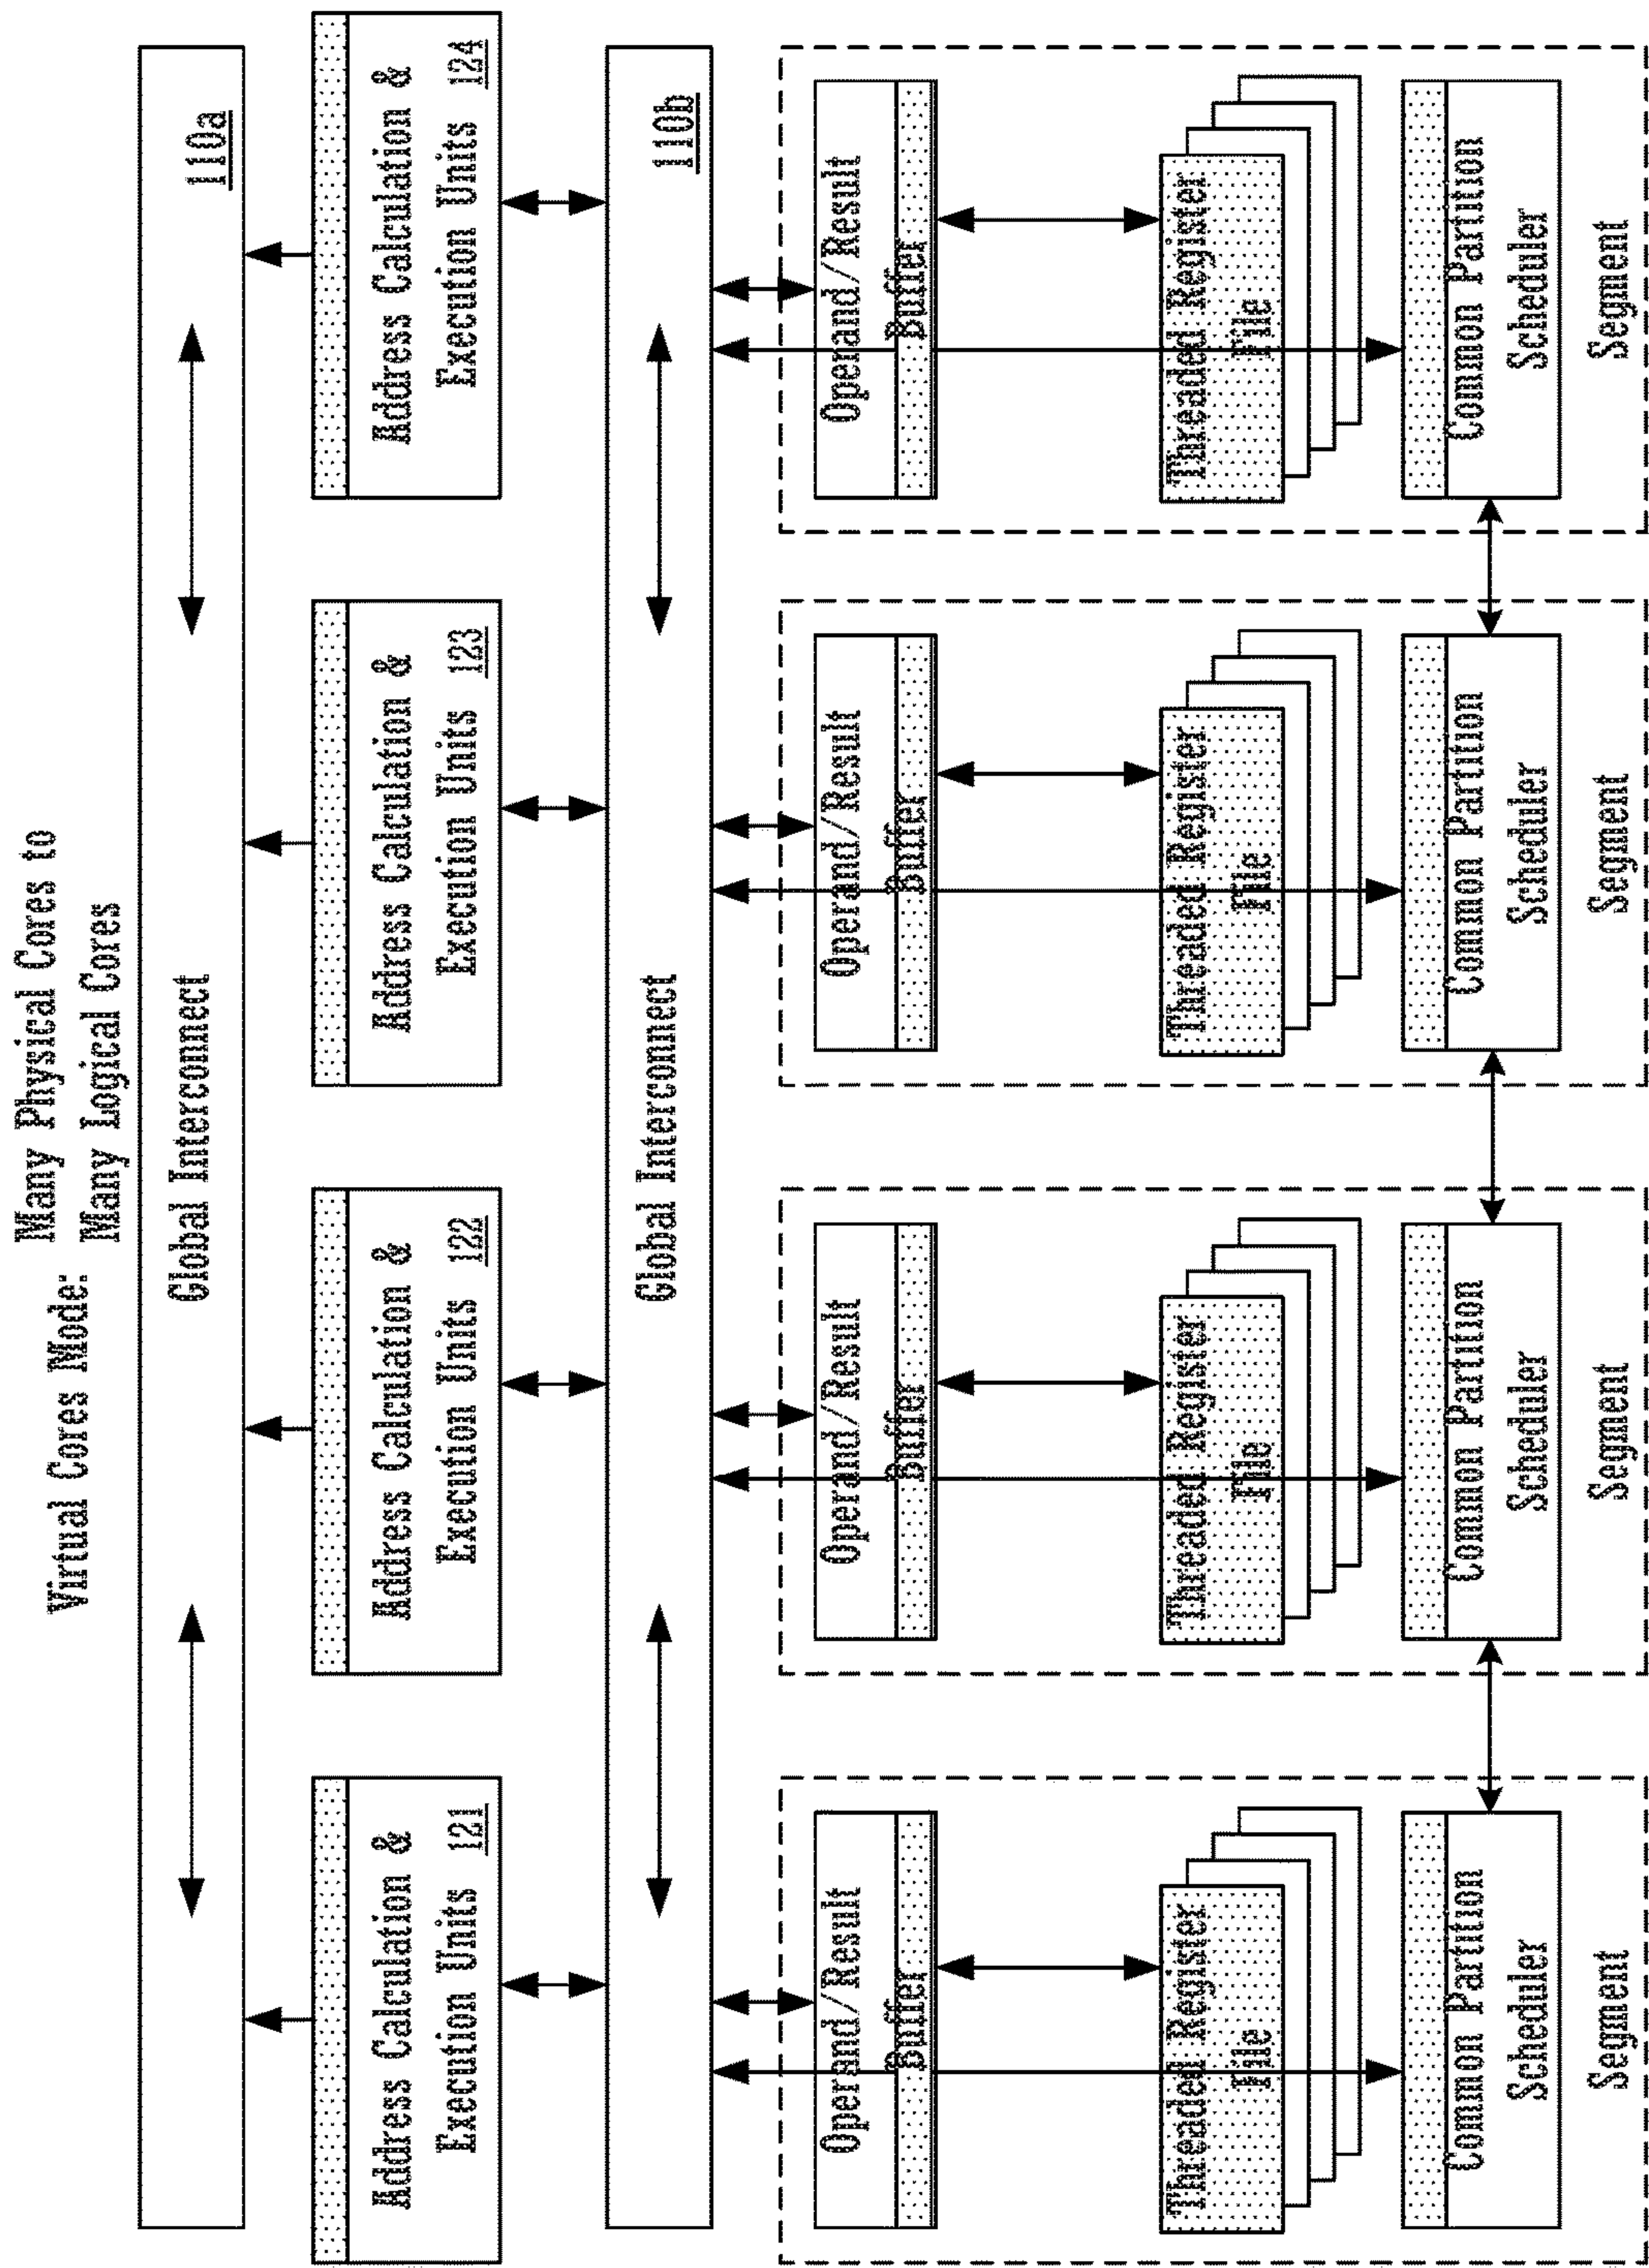 Virtual Cores Mode: Many Physical Cores to
Many Logical Cores
Global Interconnect 110a
Address Calculation &
Execution Units 121
Address Calculation &
Execution Units 122
Address Calculation &
Execution Units 123
Address Calculation &
Execution Units 124
Global Interconnect 110b
Operand/Result
Buffer
Threaded Register
File
Common Partition
Scheduler
Segment
Operand/Result
Buffer
Threaded Register
File
Common Partition
Scheduler
Segment
Operand/Result
Buffer
Threaded Register
File
Common Partition
Scheduler
Segment
Operand/Result
Buffer
Threaded Register
File
Common Partition
Scheduler
Segment